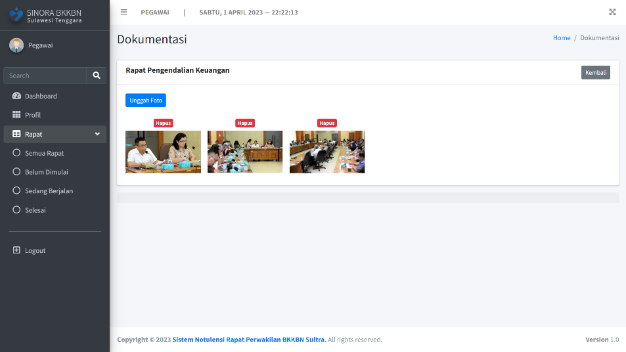 SINORA BKKBN
Sulawesi Tenggara
Pegawai
Search
Dashboard
Profil
Rapat
Semua Rapat
Belum Dimulai
Sedang Berjalan
Selesai
Logout
PEGAWAI | SABTU, 1 APRIL 2023 — 22:22:13
Dokumentasi
Home / Dokumentasi
Rapat Pengendalian Keuangan
Kembali
Unggah Foto
Hapus Hapus Hapus
Copyright © 2023 Sistem Notulensi Rapat Perwakilan BKKBN Sultra. All rights reserved.
Version 1.0